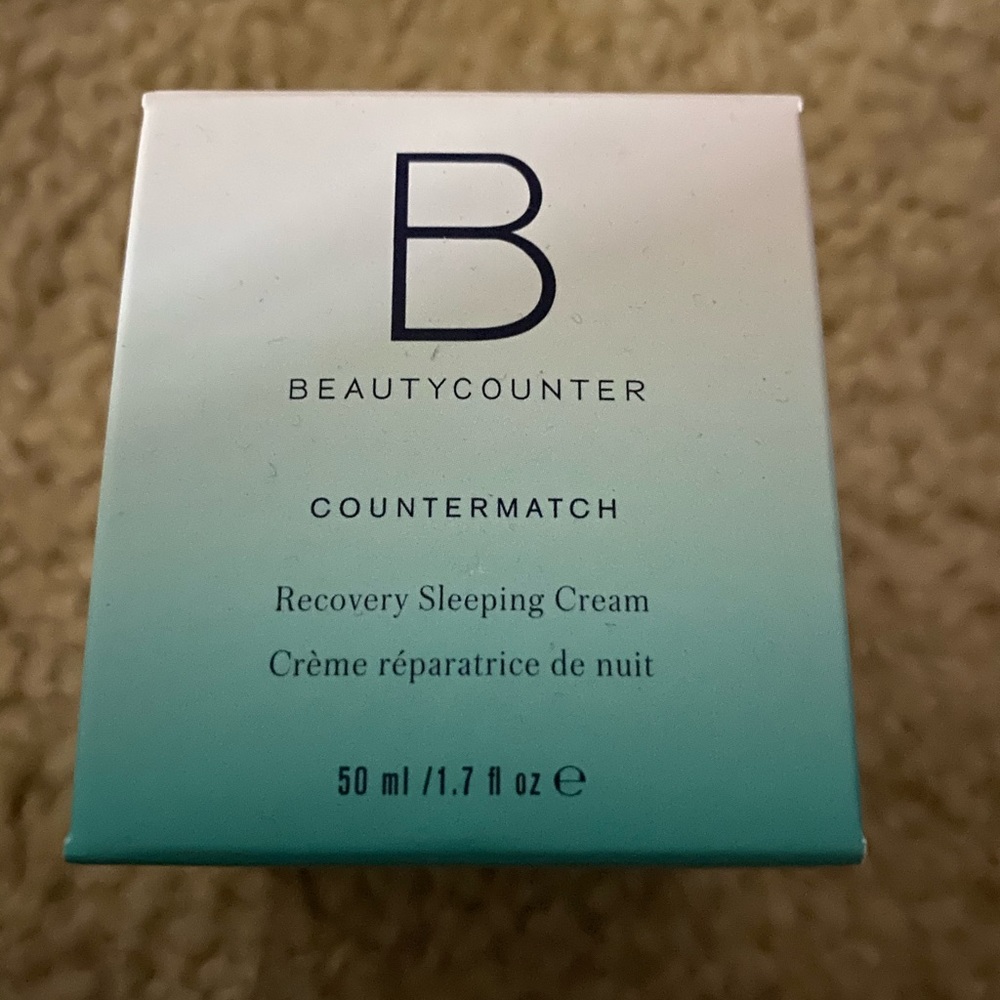 B
BEAUTYCOUNTER
COUNTERMATCH
Recovery Sleeping Cream
Crème réparatrice de nuit
50 ml /1.7 fl oz ℮